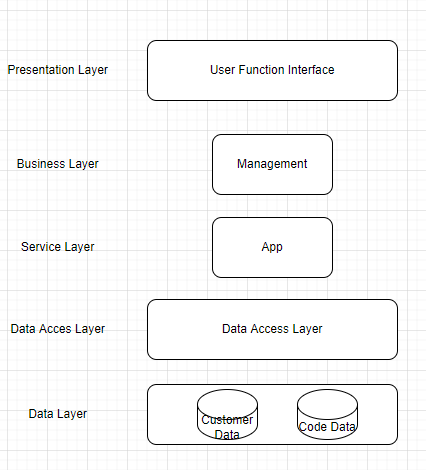 Presentation Layer
User Function Interface
Business Layer
Management
Service Layer
App
Data Acces Layer
Data Access Layer
Data Layer
Customer
Data
Code Data